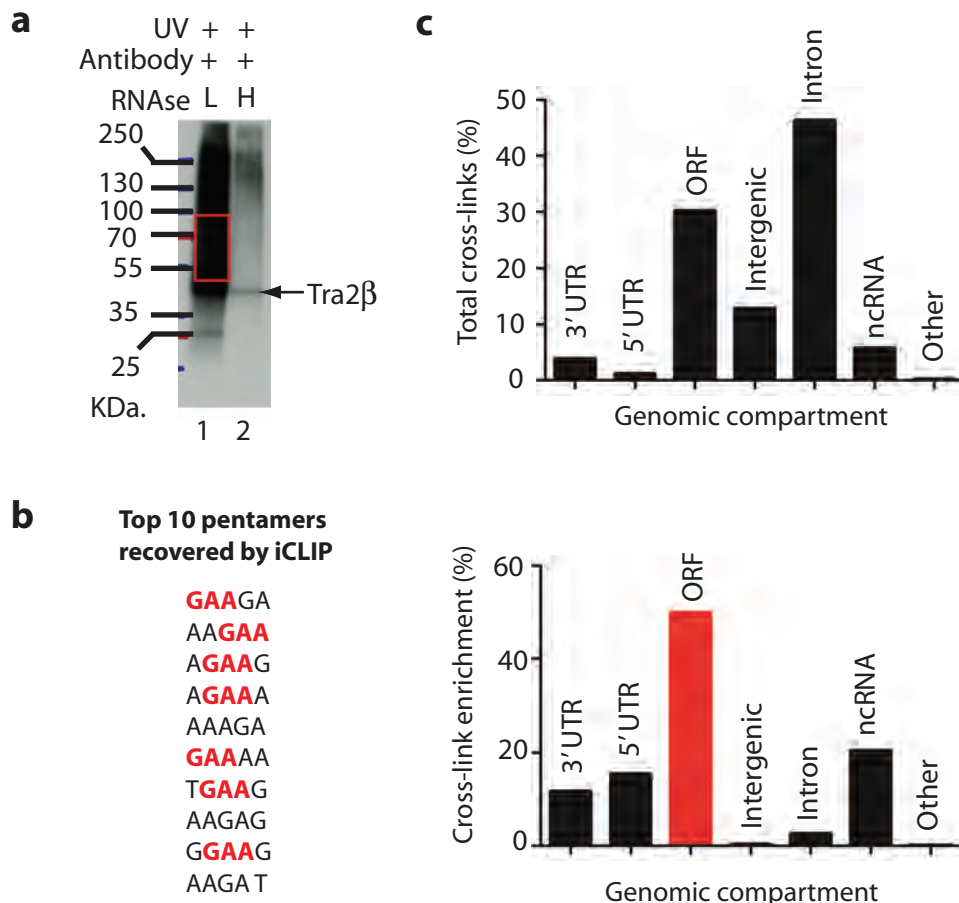 a
UV + +
Antibody + +
RNAse L H
250
130
100
70
55
35
25
KDa.
1 2
Tra2β
b
Top 10 pentamers
recovered by iCLIP
GAAGA
AAGAA
AGAAG
AGAAA
AAAGA
GAAAA
TGAAG
AAGAG
GGAAG
AAGAT
c
Total cross-links (%)
50
40
30
20
10
0
3′ UTR
5′ UTR
ORF
Intergenic
Intron
ncRNA
Other
Genomic compartment
Cross-link enrichment (%)
60
40
20
0
3′ UTR
5′ UTR
ORF
Intergenic
Intron
ncRNA
Other
Genomic compartment